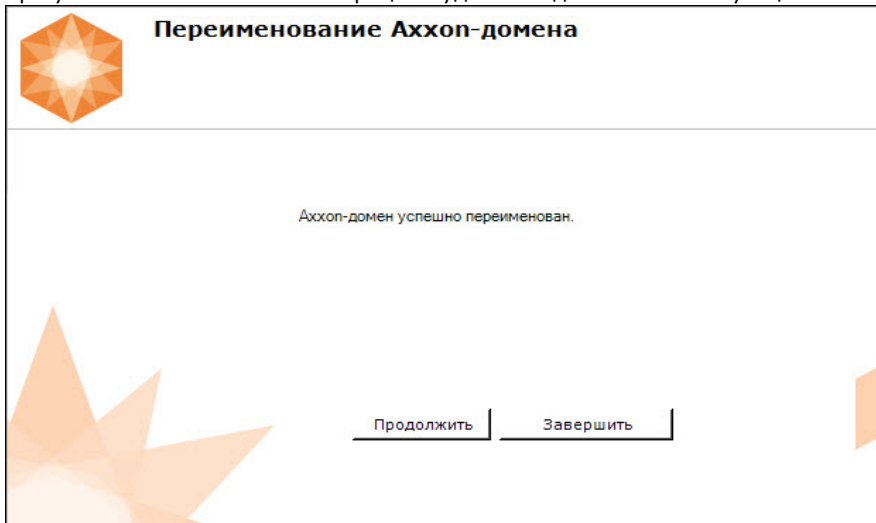 Переименование Axxon-домена
Axxon-домен успешно переименован.
Продолжить
Завершить